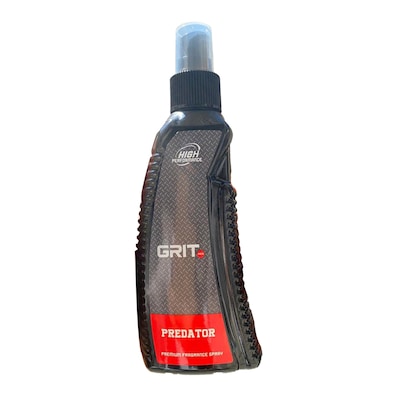 HIGH
PERFORMANCE
GRIT
PREDATOR
PREMIUM FRAGRANCE SPRAY